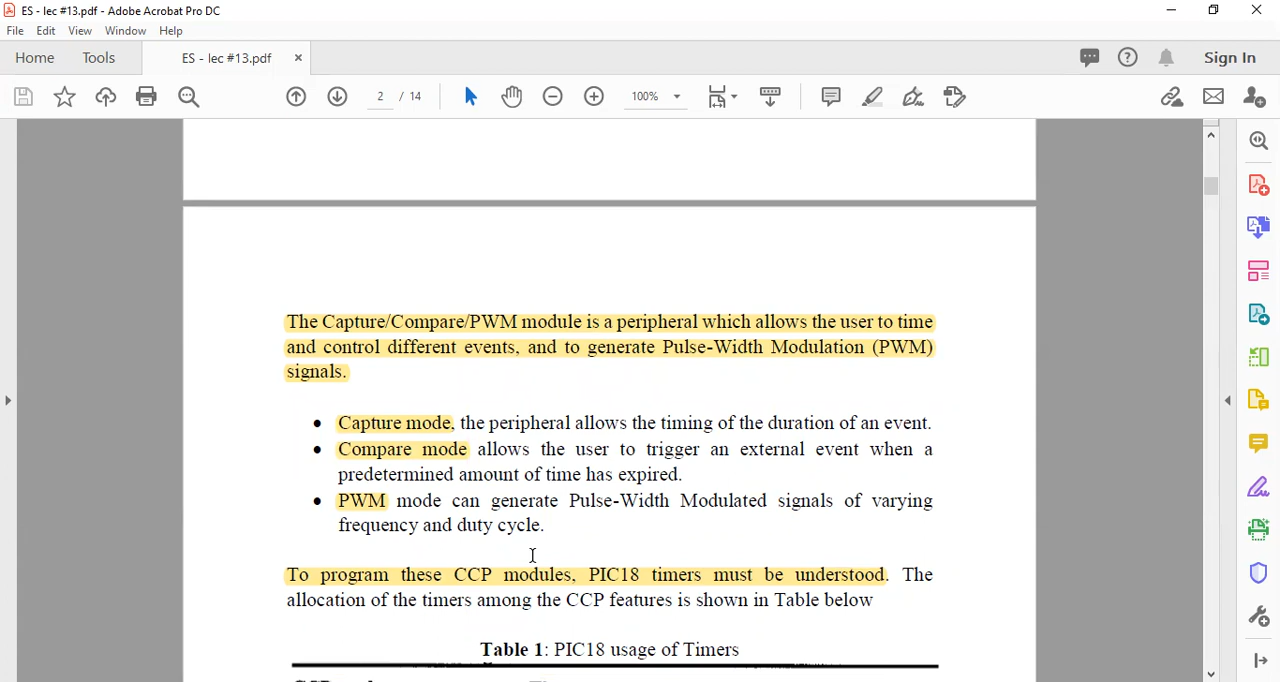 ES - lec #13.pdf - Adobe Acrobat Pro DC
File Edit View Window Help
Home Tools ES - lec #13.pdf × Sign In
2 / 14 100%
The Capture/Compare/PWM module is a peripheral which allows the user to time
and control different events, and to generate Pulse-Width Modulation (PWM)
signals.
• Capture mode, the peripheral allows the timing of the duration of an event.
• Compare mode allows the user to trigger an external event when a
predetermined amount of time has expired.
• PWM mode can generate Pulse-Width Modulated signals of varying
frequency and duty cycle.
To program these CCP modules, PIC18 timers must be understood. The
allocation of the timers among the CCP features is shown in Table below
Table 1: PIC18 usage of Timers